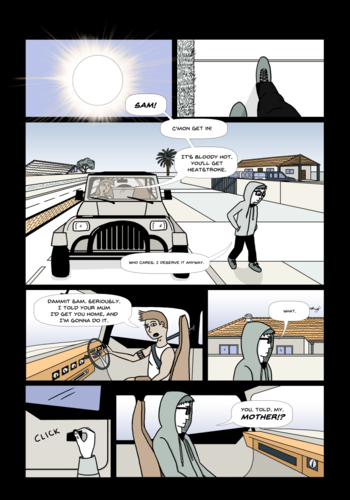 SAM!
C'MON GET IN!
IT'S BLOODY HOT,
YOU'LL GET
HEATSTROKE.
WHO CARES, I DESERVE IT ANYWAY.
DAMMIT SAM, SERIOUSLY,
I TOLD YOUR MUM
I'D GET YOU HOME, AND
I'M GONNA DO IT.
WHAT.
CLICK
YOU. TOLD. MY.
MOTHER!?